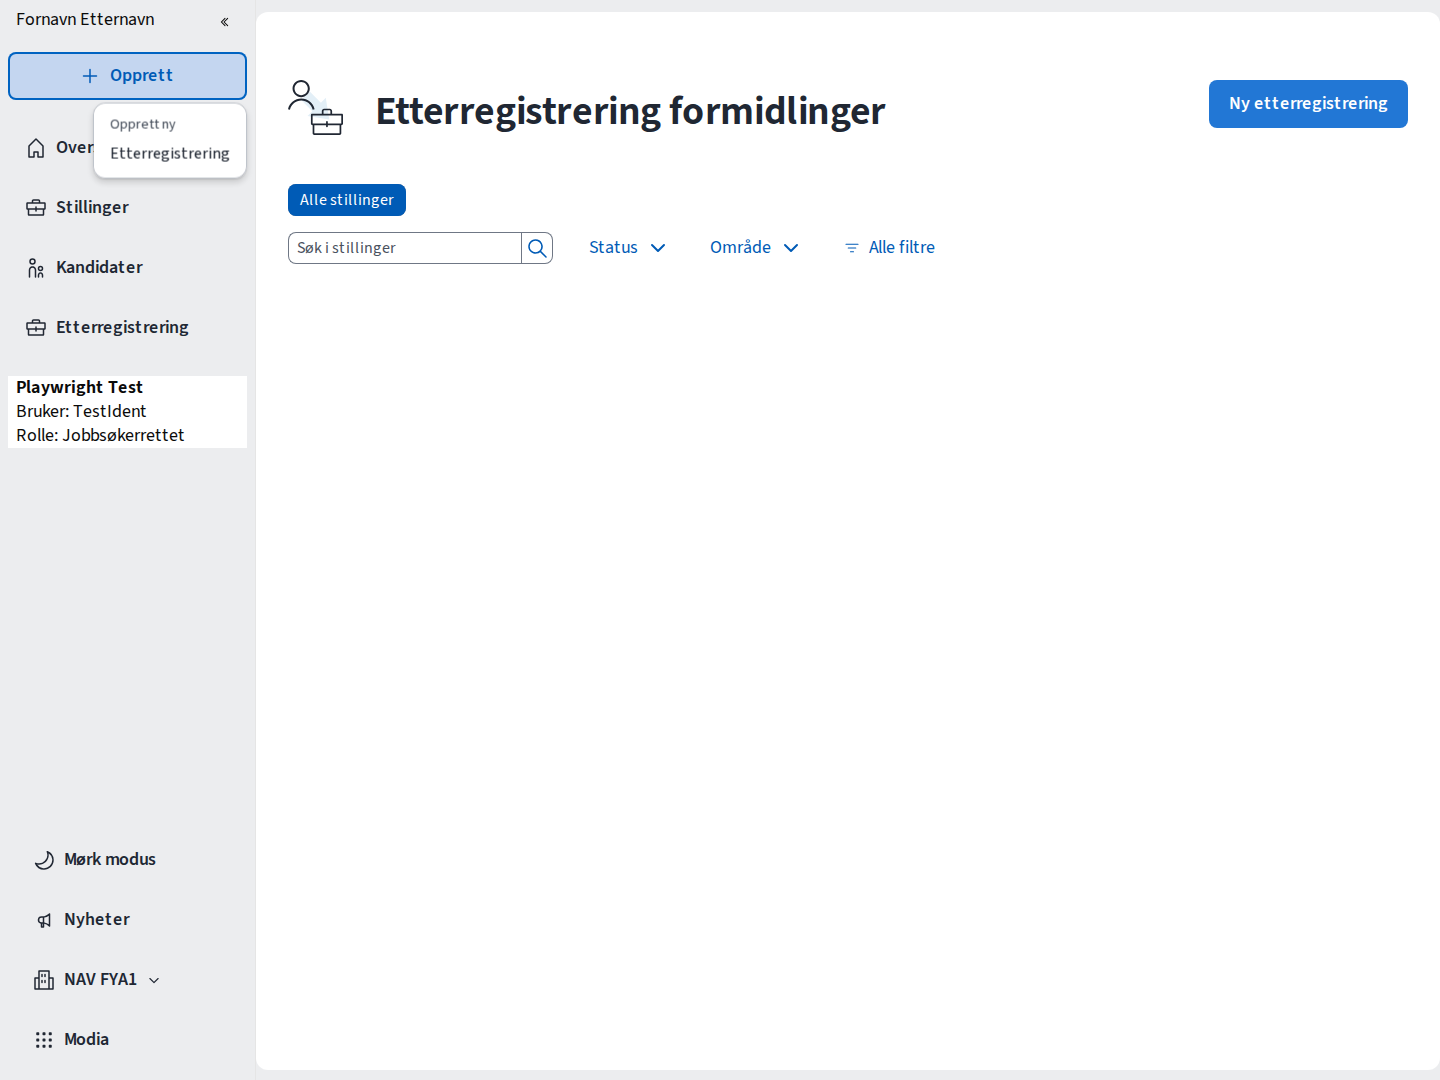 Fornavn Etternavn
Opprett
Opprett ny
Etterregistrering
Over
Stillinger
Kandidater
Etterregistrering
Playwright Test
Bruker: TestIdent
Rolle: Jobbsøkerrettet
Mørk modus
Nyheter
NAV FYA1
Modia
Etterregistrering formidlinger
Ny etterregistrering
Alle stillinger
Søk i stillinger
Status
Område
Alle filtre